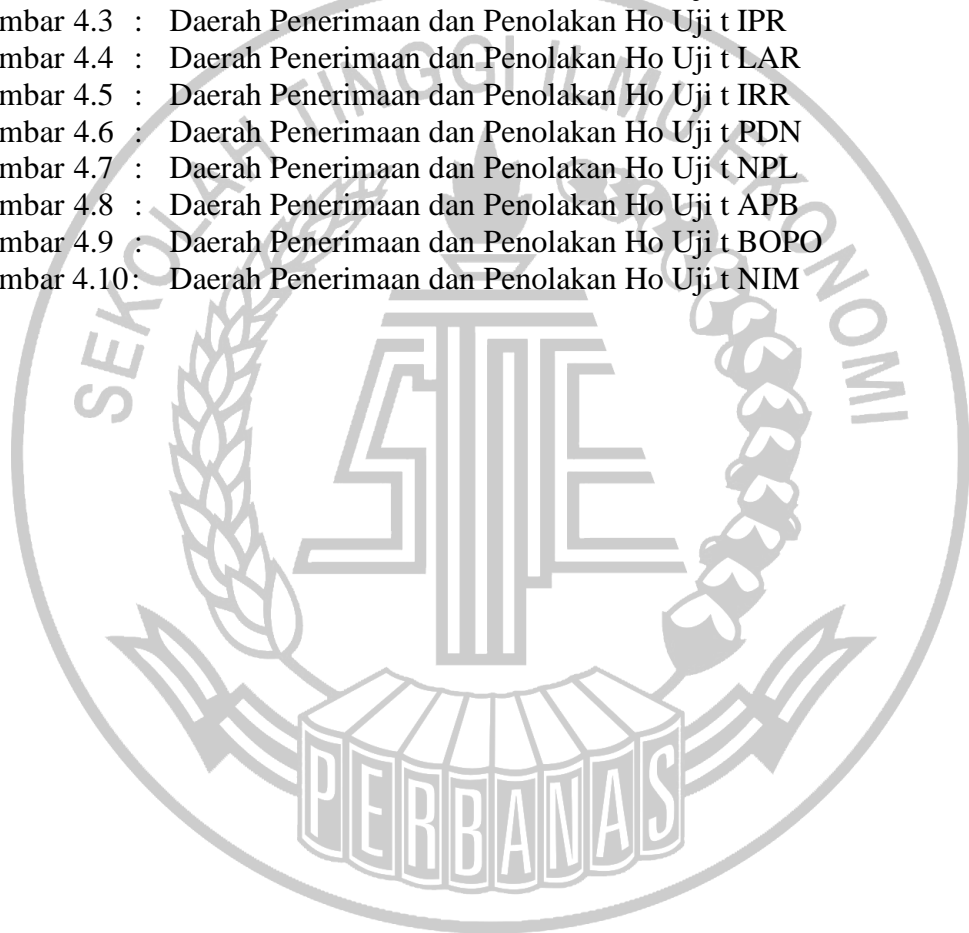 mbar 4.3 : Daerah Penerimaan dan Penolakan Ho Uji t IPR
mbar 4.4 : Daerah Penerimaan dan Penolakan Ho Uji t LAR
mbar 4.5 : Daerah Penerimaan dan Penolakan Ho Uji t IRR
mbar 4.6 : Daerah Penerimaan dan Penolakan Ho Uji t PDN
mbar 4.7 : Daerah Penerimaan dan Penolakan Ho Uji t NPL
mbar 4.8 : Daerah Penerimaan dan Penolakan Ho Uji t APB
mbar 4.9 : Daerah Penerimaan dan Penolakan Ho Uji t BOPO
mbar 4.10: Daerah Penerimaan dan Penolakan Ho Uji t NIM
SEKOLAH TINGGI ILMU EKONOMI
STIE
PERBANAS